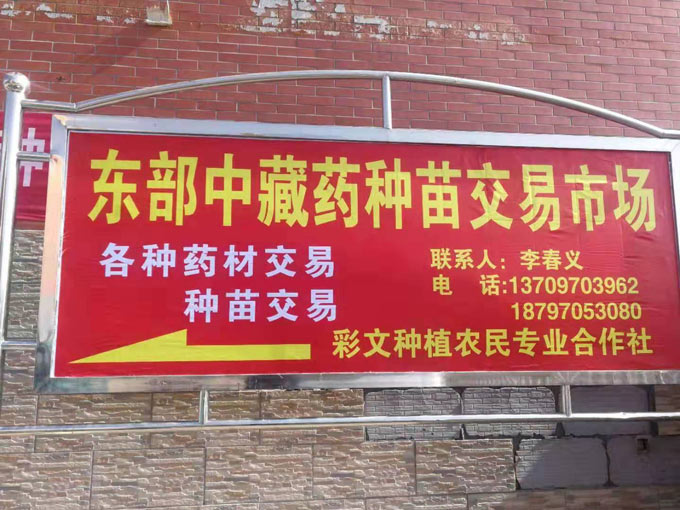 东部中藏药种苗交易市场
各种药材交易
种苗交易
联系人：李春义
电 话:13709703962
18797053080
彩文种植农民专业合作社
种